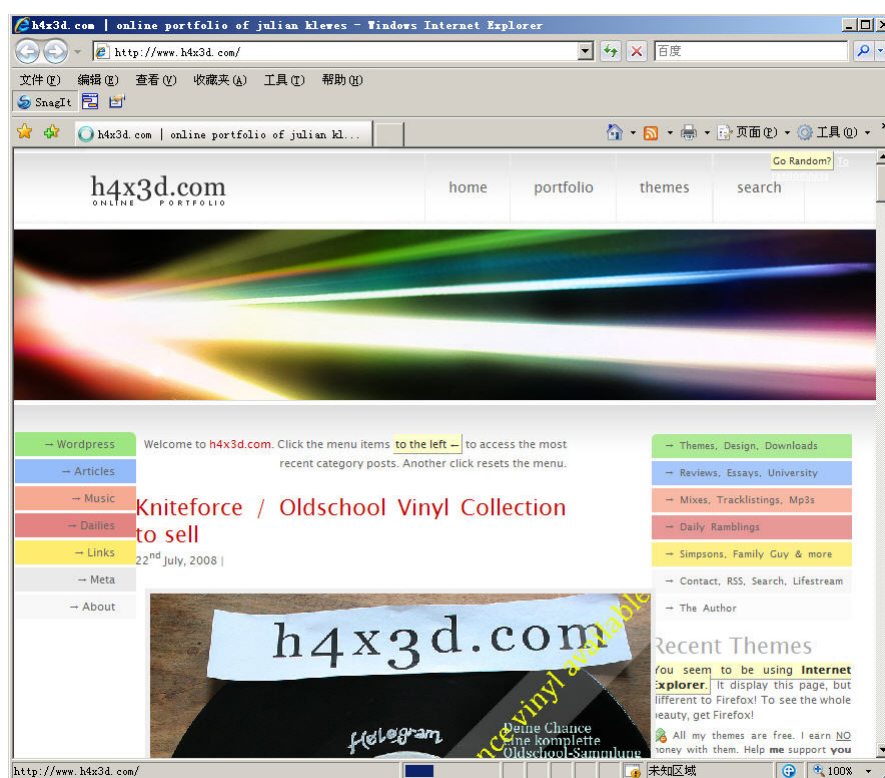 h4x3d.com | online portfolio of julian klewes - Windows Internet Explorer
http://www.h4x3d.com/
百度
文件(F) 编辑(E) 查看(V) 收藏夹(A) 工具(T) 帮助(H)
SnagIt
h4x3d.com | online portfolio of julian kl...
页面(P) 工具(O)
Go Random? To
h4x3d.com
ONLINE PORTFOLIO
home portfolio themes search
→ Wordpress
→ Articles
→ Music
→ Dailies
→ Links
→ Meta
→ About
Welcome to h4x3d.com. Click the menu items to the left ← to access the most
recent category posts. Another click resets the menu.
Kniteforce / Oldschool Vinyl Collection
to sell
22nd July, 2008 |
h4x3d.com
ce vinyl available
Hologram
Deine Chance
Eine komplette
Oldschool-Sammlung
→ Themes, Design, Downloads
→ Reviews, Essays, University
→ Mixes, Tracklistings, Mp3s
→ Daily Ramblings
→ Simpsons, Family Guy & more
→ Contact, RSS, Search, Lifestream
→ The Author
Recent Themes
You seem to be using Internet
Explorer. It display this page, but
different to Firefox! To see the whole
beauty, get Firefox!
All my themes are free. I earn NO
money with them. Help me support you
http://www.h4x3d.com/
未知区域
100%